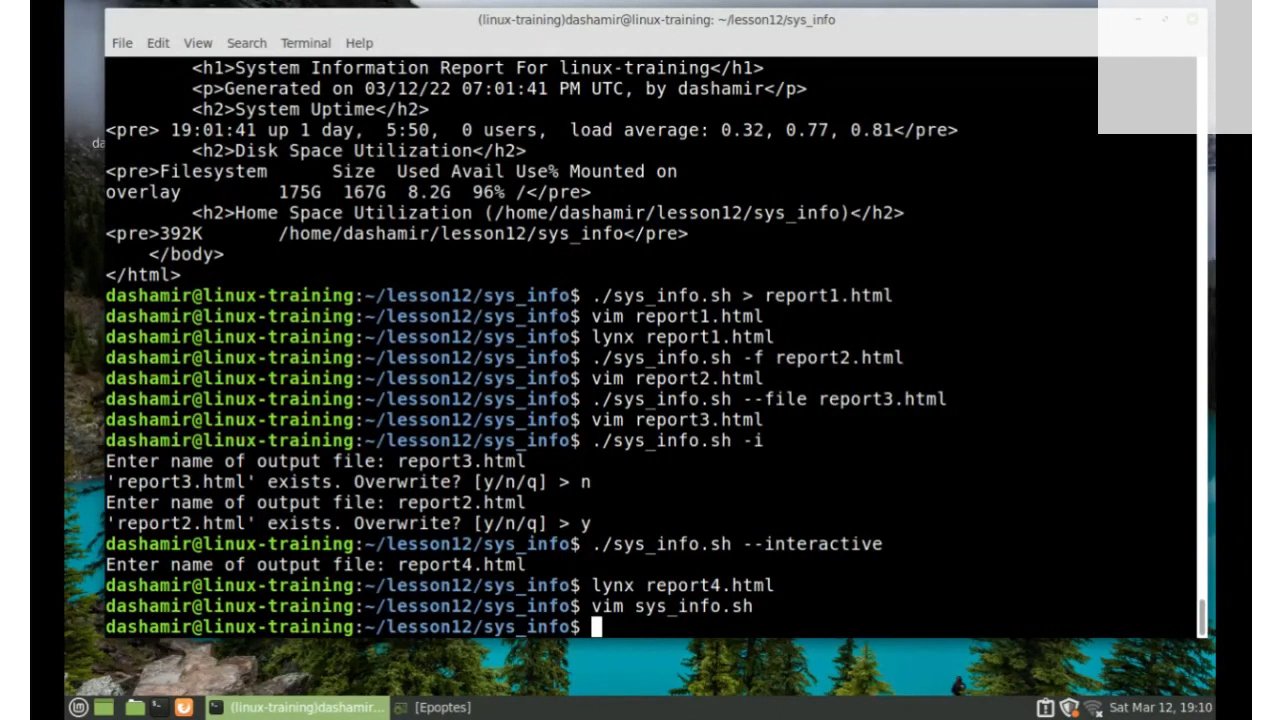 (linux-training)dashamir@linux-training: ~/lesson12/sys_info
File Edit View Search Terminal Help
da
<h1>System Information Report For linux-training</h1>
<p>Generated on 03/12/22 07:01:41 PM UTC, by dashamir</p>
<h2>System Uptime</h2>
<pre> 19:01:41 up 1 day,  5:50,  0 users,  load average: 0.32, 0.77, 0.81</pre>
<h2>Disk Space Utilization</h2>
<pre>Filesystem      Size  Used Avail Use% Mounted on
overlay         175G  167G  8.2G  96% /</pre>
<h2>Home Space Utilization (/home/dashamir/lesson12/sys_info)</h2>
<pre>392K       /home/dashamir/lesson12/sys_info</pre>
</body>
</html>
dashamir@linux-training:~/lesson12/sys_info$ ./sys_info.sh > report1.html
dashamir@linux-training:~/lesson12/sys_info$ vim report1.html
dashamir@linux-training:~/lesson12/sys_info$ lynx report1.html
dashamir@linux-training:~/lesson12/sys_info$ ./sys_info.sh -f report2.html
dashamir@linux-training:~/lesson12/sys_info$ vim report2.html
dashamir@linux-training:~/lesson12/sys_info$ ./sys_info.sh --file report3.html
dashamir@linux-training:~/lesson12/sys_info$ vim report3.html
dashamir@linux-training:~/lesson12/sys_info$ ./sys_info.sh -i
Enter name of output file: report3.html
'report3.html' exists. Overwrite? [y/n/q] > n
Enter name of output file: report2.html
'report2.html' exists. Overwrite? [y/n/q] > y
dashamir@linux-training:~/lesson12/sys_info$ ./sys_info.sh --interactive
Enter name of output file: report4.html
dashamir@linux-training:~/lesson12/sys_info$ lynx report4.html
dashamir@linux-training:~/lesson12/sys_info$ vim sys_info.sh
dashamir@linux-training:~/lesson12/sys_info$
(linux-training)dashamir... [Epoptes] Sat Mar 12, 19:10